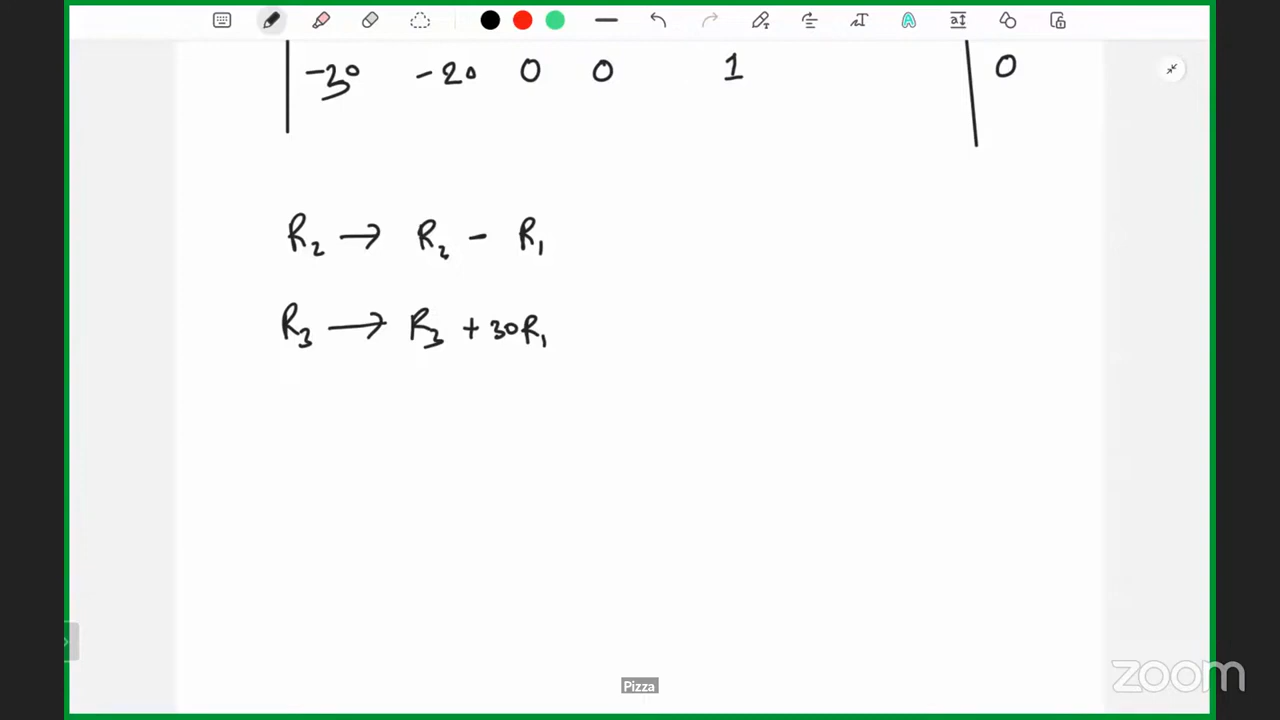 -30 -20 0 0 1 0
R₂ → R₂ - R₁
R₃ → R₃ + 30R₁
Pizza
zoom